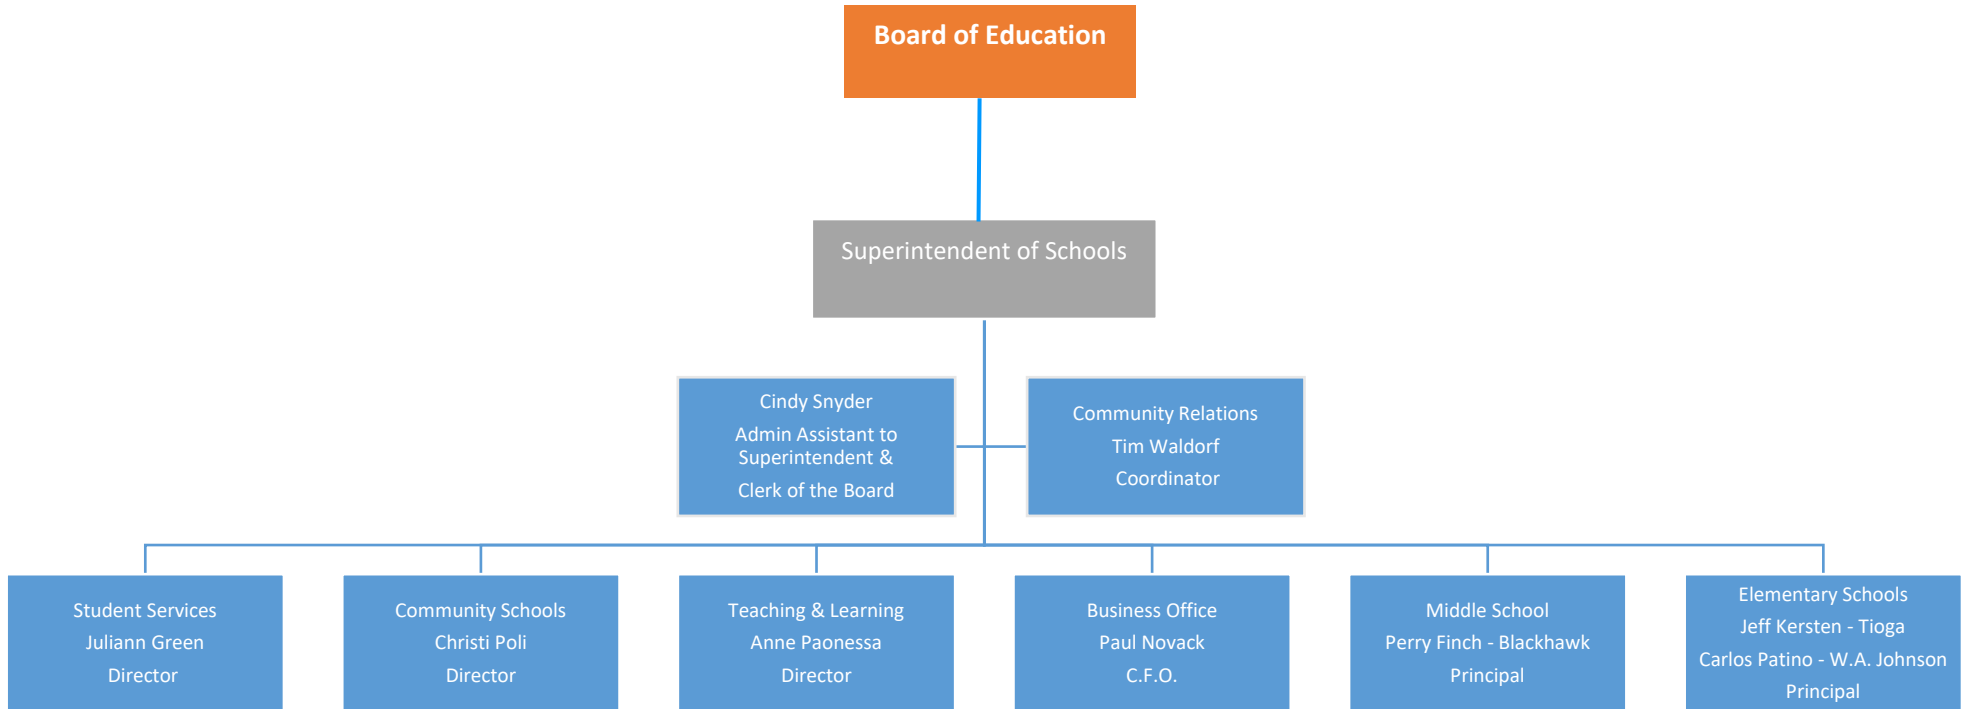 Board of Education
Superintendent of Schools
Cindy Snyder
Admin Assistant to
Superintendent &
Clerk of the Board
Community Relations
Tim Waldorf
Coordinator
Student Services
Juliann Green
Director
Community Schools
Christi Poli
Director
Teaching & Learning
Anne Paonessa
Director
Business Office
Paul Novack
C.F.O.
Middle School
Perry Finch - Blackhawk
Principal
Elementary Schools
Jeff Kersten - Tioga
Carlos Patino - W.A. Johnson
Principal